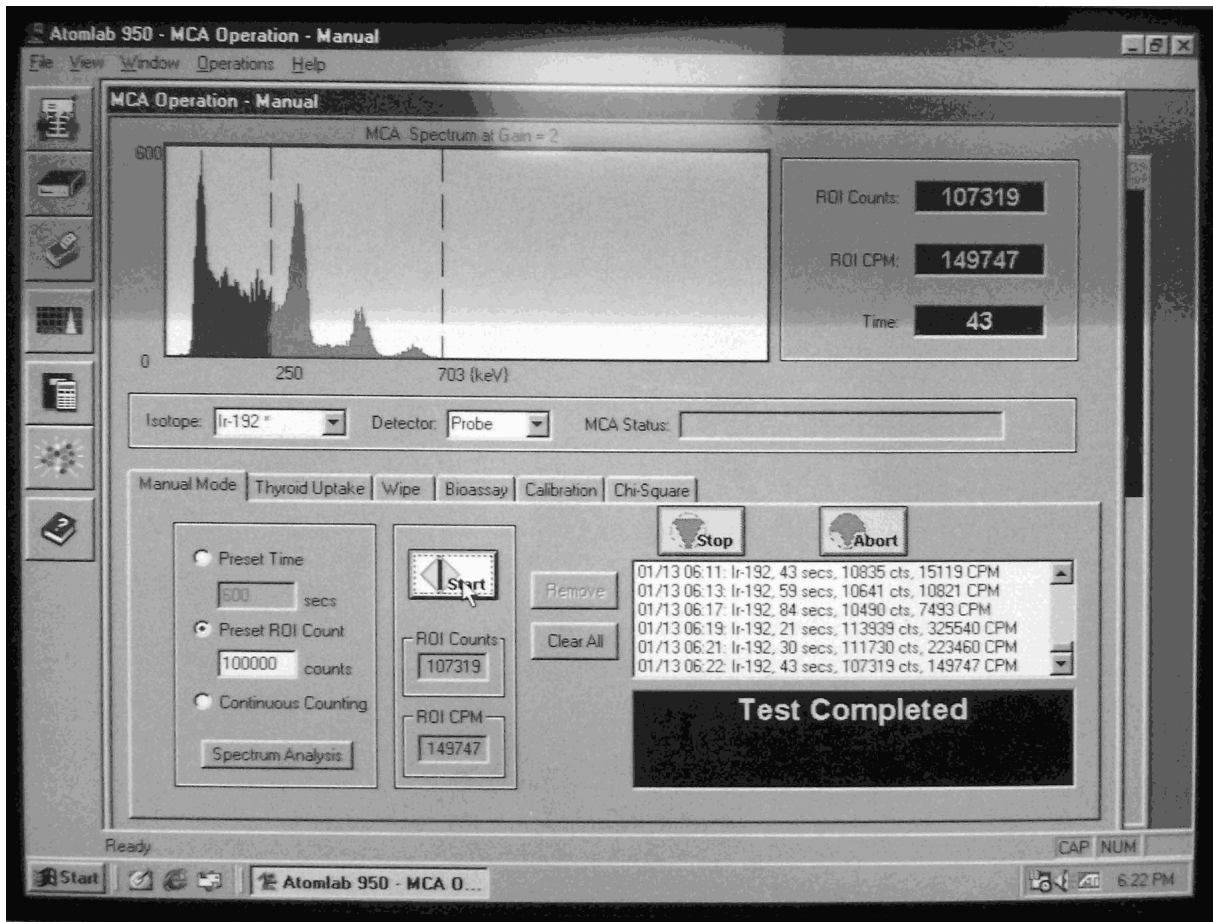 Atomlab 950 - MCA Operation - Manual
File View Window Operations Help
MCA Operation - Manual
MCA Spectrum at Gain = 2
600
0
250 703 (keV)
ROI Counts: 107319
ROI CPM: 149747
Time: 43
Isotope: Ir-192 * Detector: Probe MCA Status:
Manual Mode Thyroid Uptake Wipe Bioassay Calibration Chi-Square
Preset Time
600 secs
Preset ROI Count
100000 counts
Continuous Counting
Spectrum Analysis
Start
ROI Counts
107319
ROI CPM
149747
Remove
Clear All
Stop Abort
01/13 06:11: Ir-192, 43 secs, 10835 cts, 15119 CPM
01/13 06:13: Ir-192, 59 secs, 10641 cts, 10821 CPM
01/13 06:17: Ir-192, 84 secs, 10490 cts, 7493 CPM
01/13 06:19: Ir-192, 21 secs, 113939 cts, 325540 CPM
01/13 06:21: Ir-192, 30 secs, 111730 cts, 223460 CPM
01/13 06:22: Ir-192, 43 secs, 107319 cts, 149747 CPM
Test Completed
Ready CAP NUM
Start Atomlab 950 - MCA O... 6:22 PM